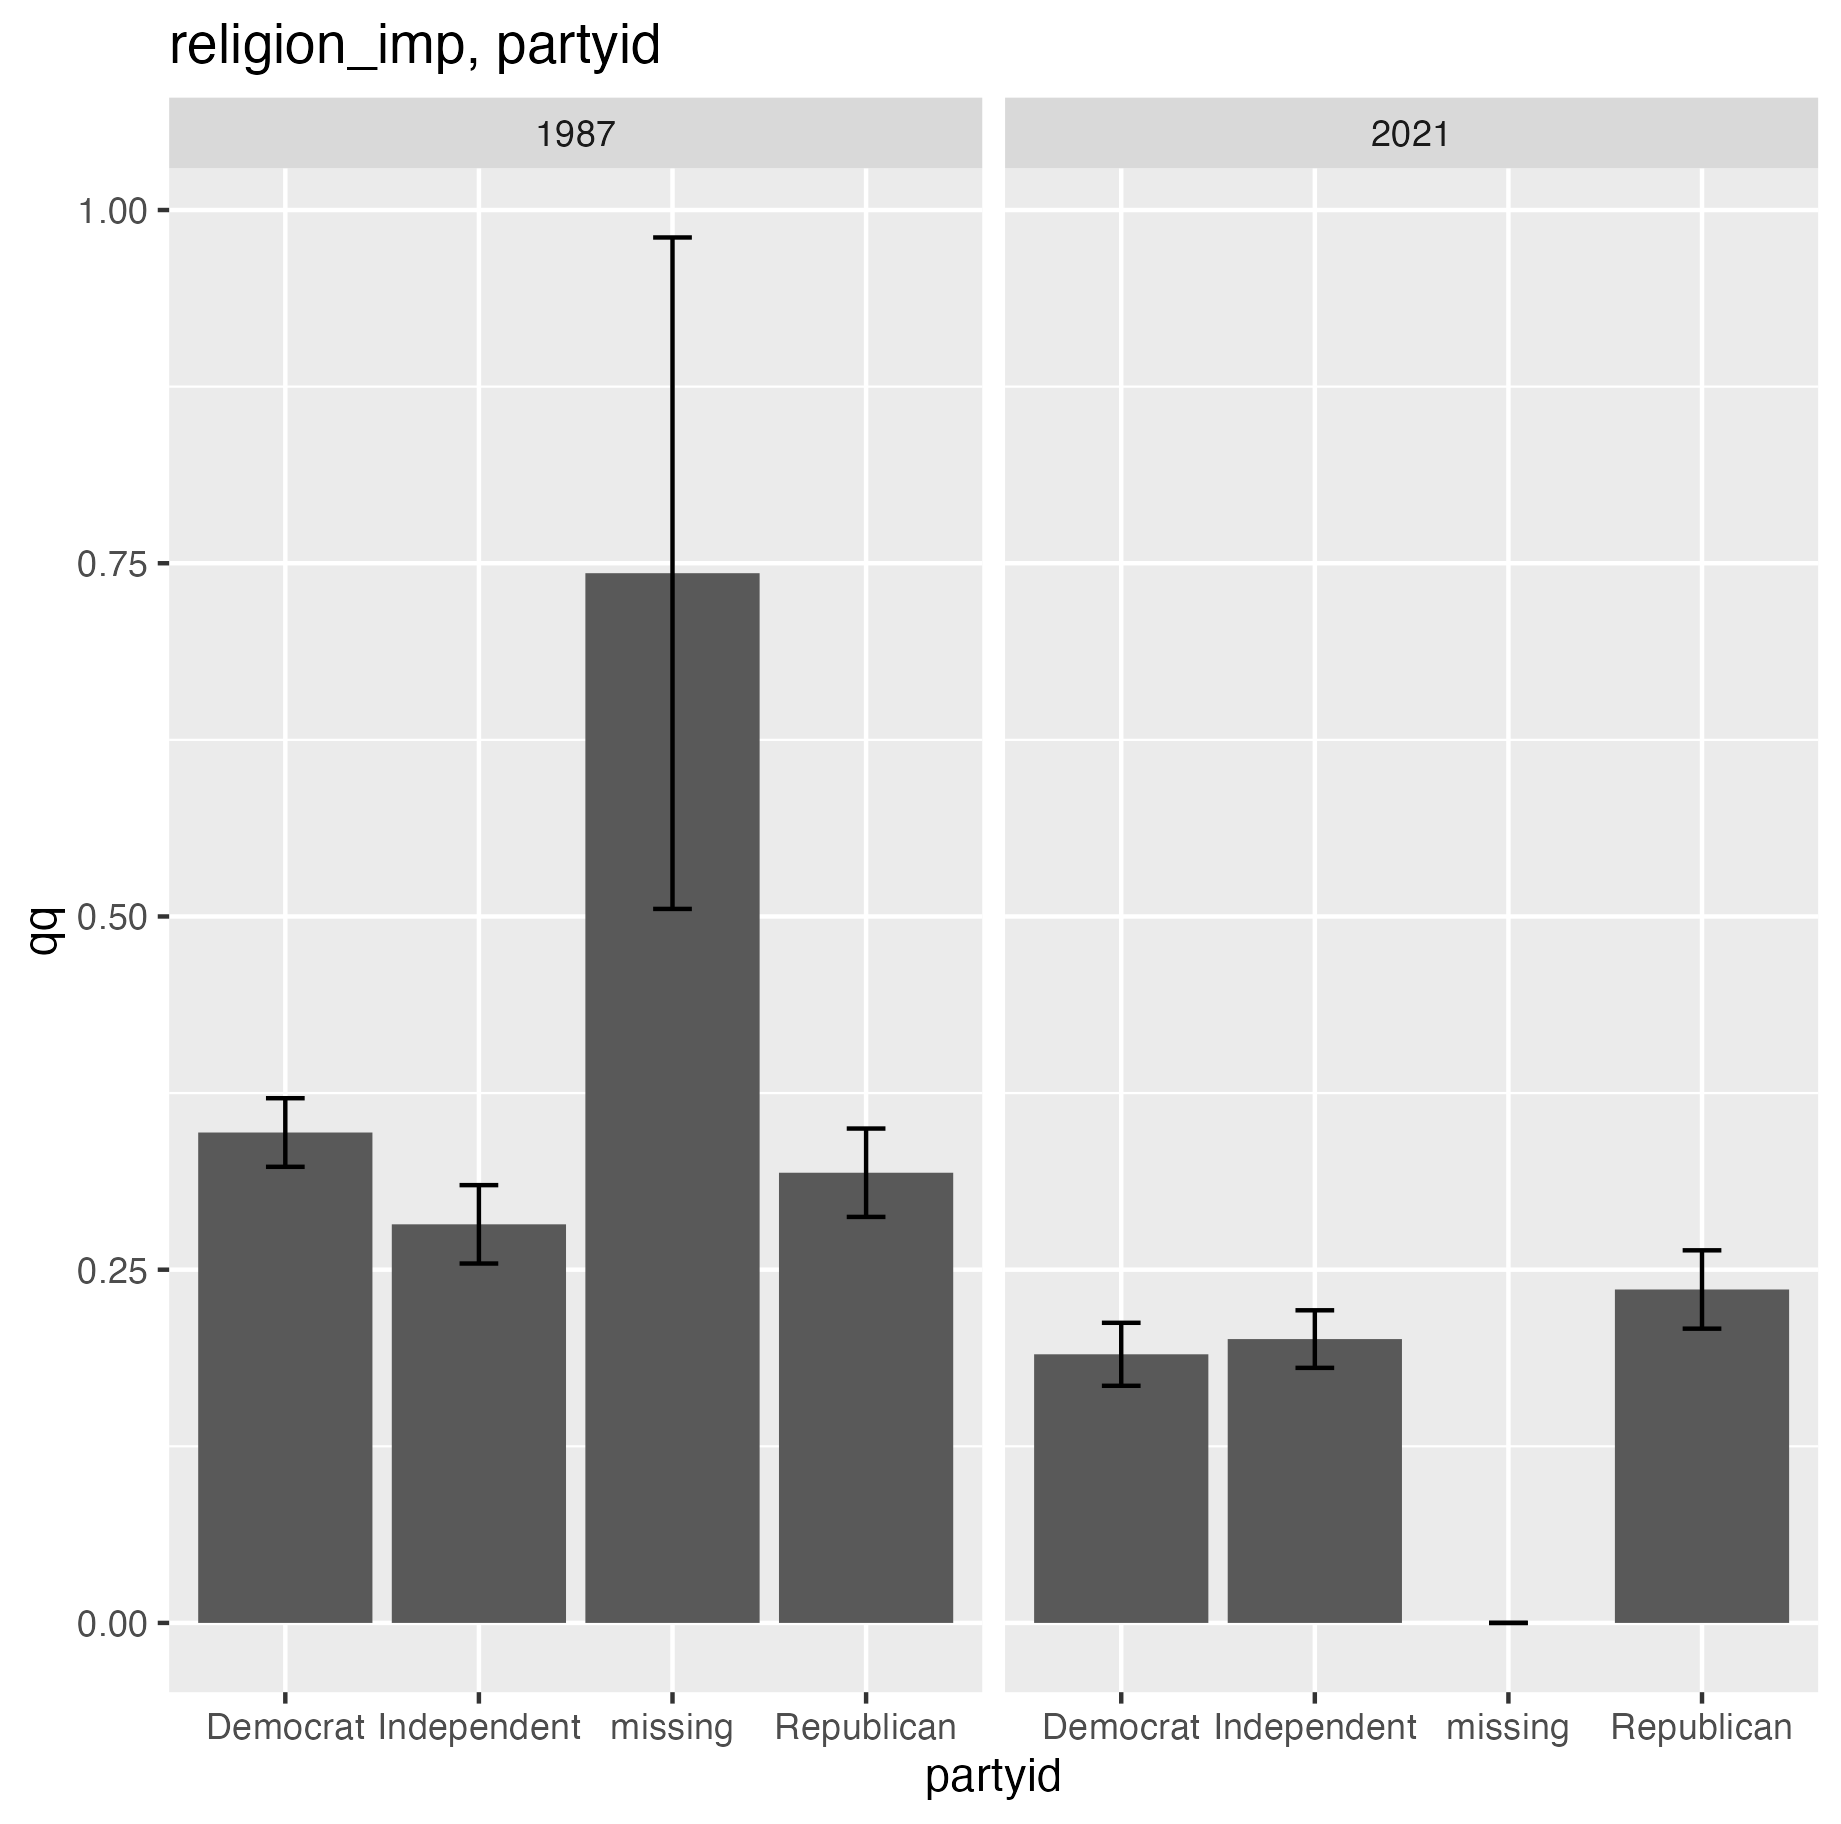 religion_imp, partyid
1987
2021
qq
1.00
0.75
0.50
0.25
0.00
Democrat Independent missing Republican
Democrat Independent missing Republican
partyid